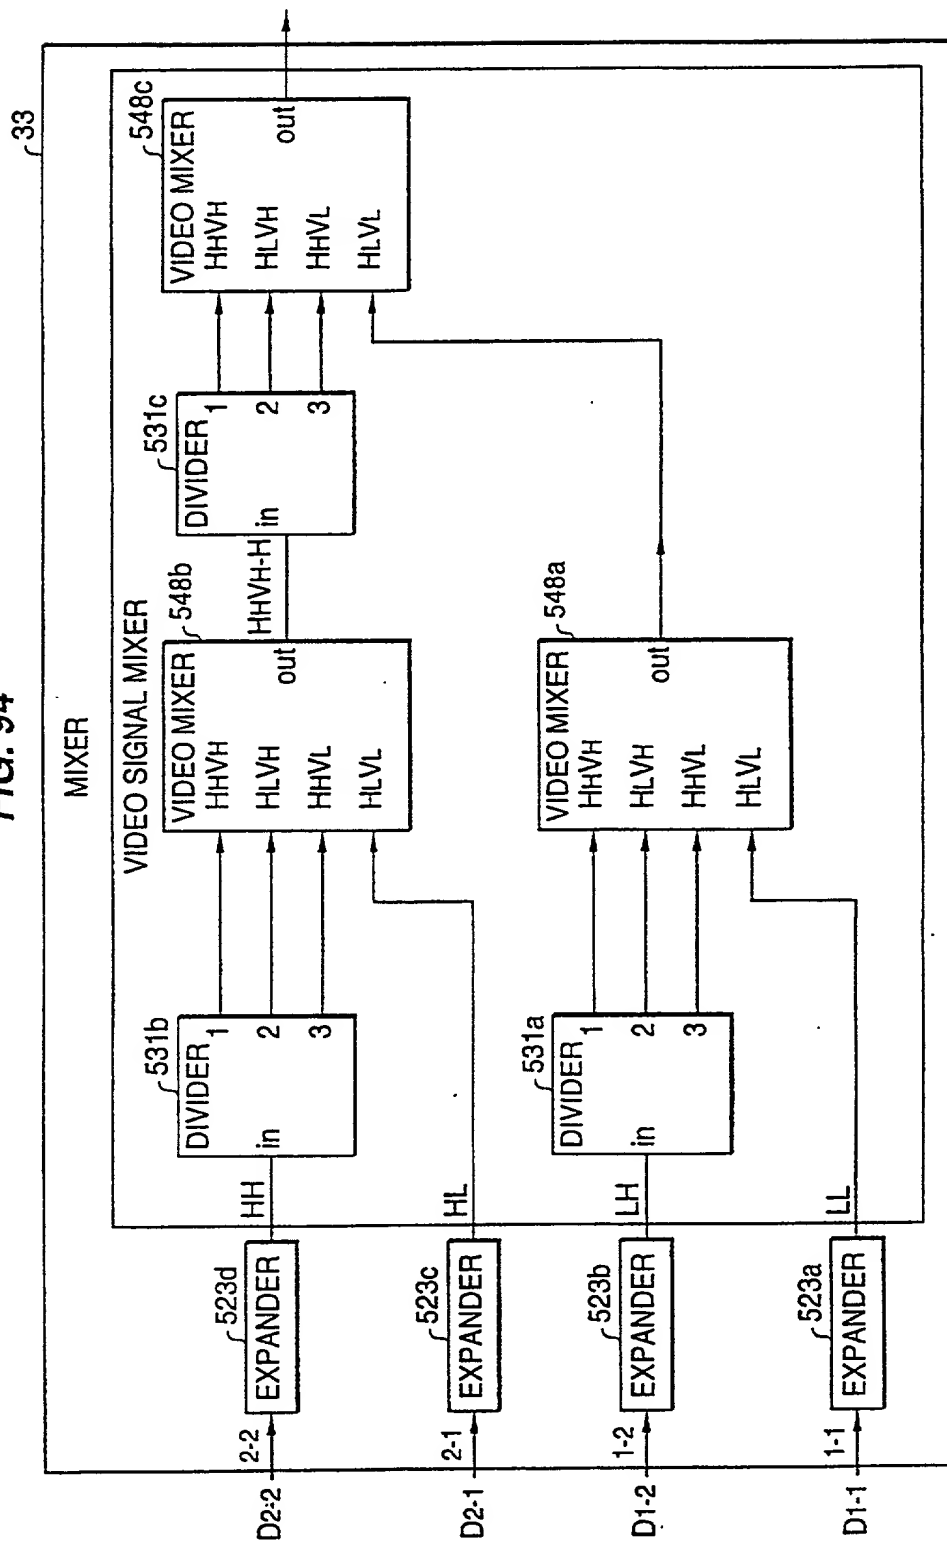 FIG. 94
33
MIXER
VIDEO SIGNAL MIXER
D2-2
2-2
523d
EXPANDER
HH
531b
DIVIDER
in
1
2
3
548b
VIDEO MIXER
HHVH
HLVH
HHVL
HLVL
out
HHVH-H
531c
DIVIDER
in
1
2
3
548c
VIDEO MIXER
HHVH
HLVH
HHVL
HLVL
out
D2-1
2-1
523c
EXPANDER
HL
D1-2
1-2
523b
EXPANDER
LH
531a
DIVIDER
in
1
2
3
548a
VIDEO MIXER
HHVH
HLVH
HHVL
HLVL
out
D1-1
1-1
523a
EXPANDER
LL